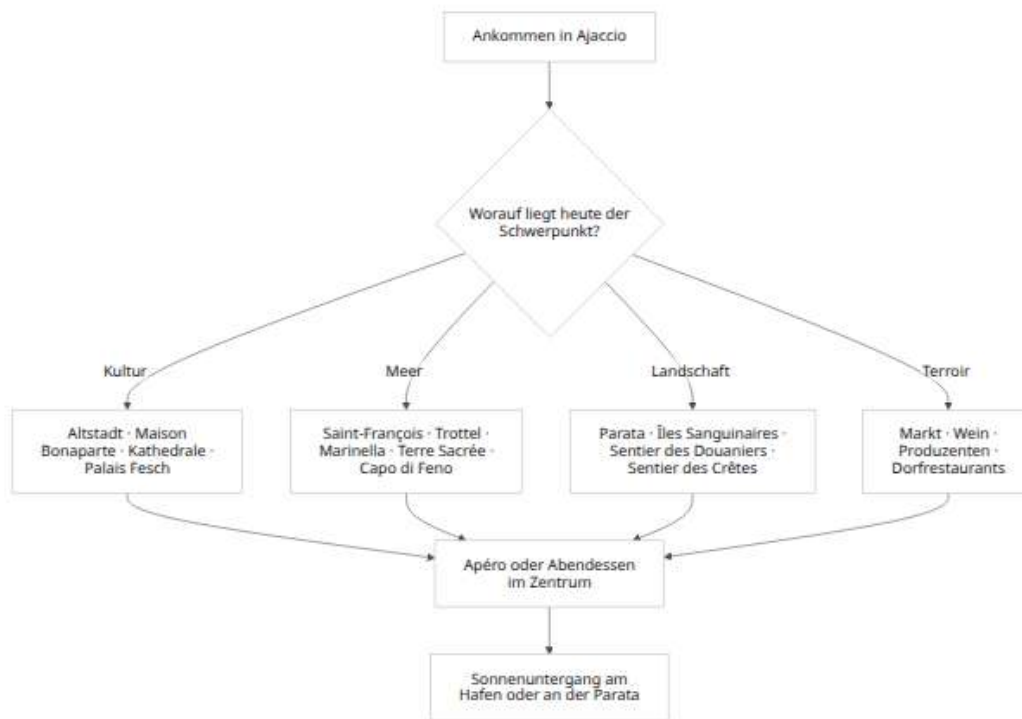 Ankommen in Ajaccio
Worauf liegt heute der
Schwerpunkt?
Kultur
Meer
Landschaft
Terroir
Altstadt · Maison
Bonaparte · Kathedrale ·
Palais Fesch
Saint-François · Trottel ·
Marinella · Terre Sacrée ·
Capo di Feno
Parata · Îles Sanguinaires ·
Sentier des Douaniers ·
Sentier des Crêtes
Markt · Wein ·
Produzenten ·
Dorfrestaurants
Apéro oder Abendessen
im Zentrum
Sonnenuntergang am
Hafen oder an der Parata